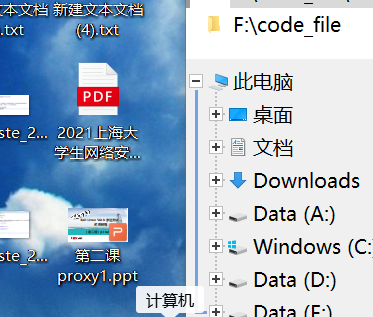 文本文档
.txt
新建文本文档
(4).txt
PDF
ste_2...
2021上海大
学生网络安...
ste_2...
第二课
proxy1.ppt
计算机
F:\code_file
此电脑
桌面
文档
Downloads
Data (A:)
Windows (C:)
Data (D:)
Data (E:)